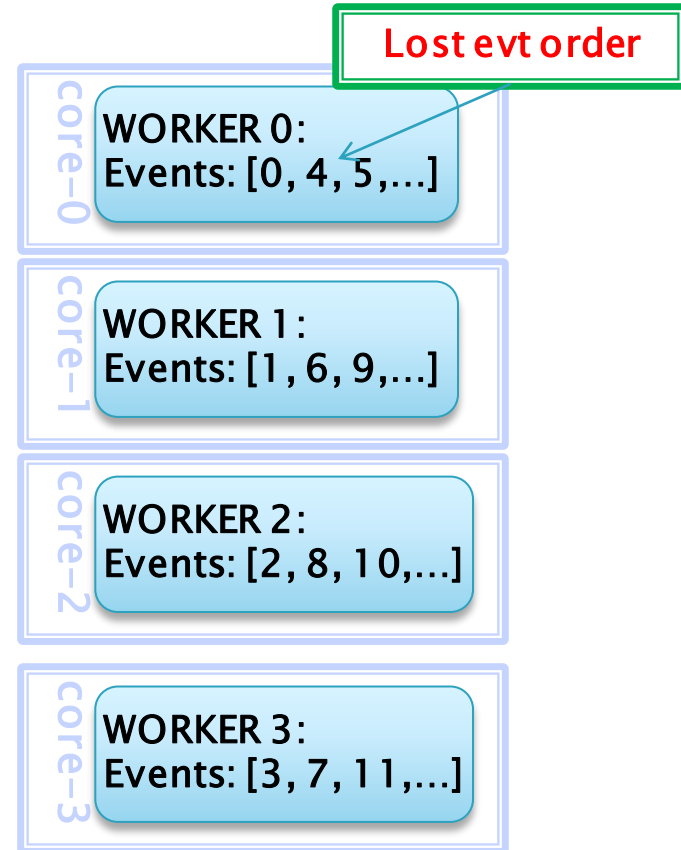 Lost evt order
core-0
WORKER 0:
Events: [0, 4, 5,...]
core-1
WORKER 1:
Events: [1, 6, 9,...]
core-2
WORKER 2:
Events: [2, 8, 10,...]
core-3
WORKER 3:
Events: [3, 7, 11,...]